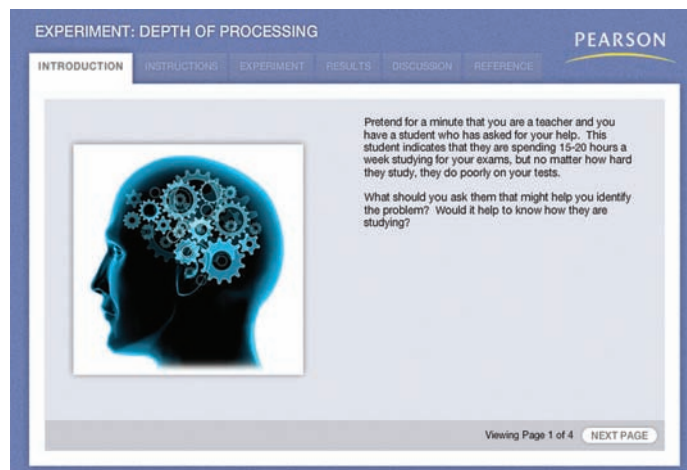 EXPERIMENT: DEPTH OF PROCESSING
PEARSON
INTRODUCTION INSTRUCTIONS EXPERIMENT RESULTS DISCUSSION REFERENCE
Pretend for a minute that you are a teacher and you
have a student who has asked for your help. This
student indicates that they are spending 15-20 hours a
week studying for your exams, but no matter how hard
they study, they do poorly on your tests.
What should you ask them that might help you identify
the problem? Would it help to know how they are
studying?
Viewing Page 1 of 4 NEXT PAGE